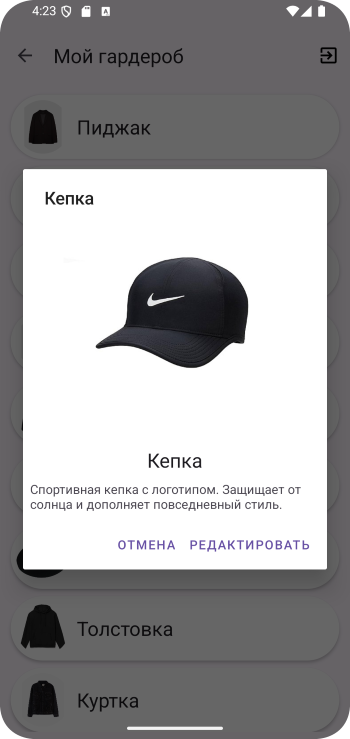 4:23
Мой гардероб
Пиджак
Кепка
Кепка
Спортивная кепка с логотипом. Защищает от
солнца и дополняет повседневный стиль.
ОТМЕНА РЕДАКТИРОВАТЬ
Толстовка
Куртка